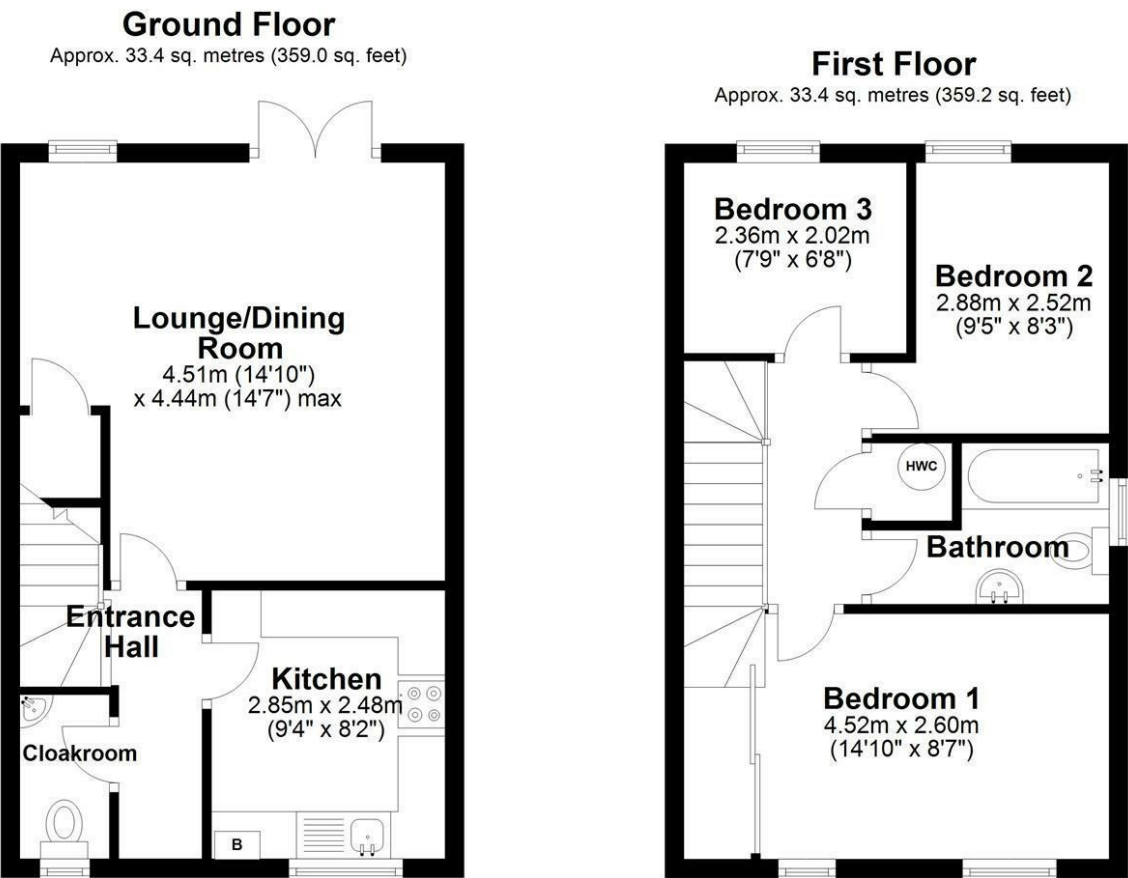 Ground Floor
Approx. 33.4 sq. metres (359.0 sq. feet)
Lounge/Dining
Room
4.51m (14'10")
x 4.44m (14'7") max
Entrance
Hall
Kitchen
2.85m x 2.48m
(9'4" x 8'2")
Cloakroom
B
First Floor
Approx. 33.4 sq. metres (359.2 sq. feet)
Bedroom 3
2.36m x 2.02m
(7'9" x 6'8")
Bedroom 2
2.88m x 2.52m
(9'5" x 8'3")
HWC
Bathroom
Bedroom 1
4.52m x 2.60m
(14'10" x 8'7")